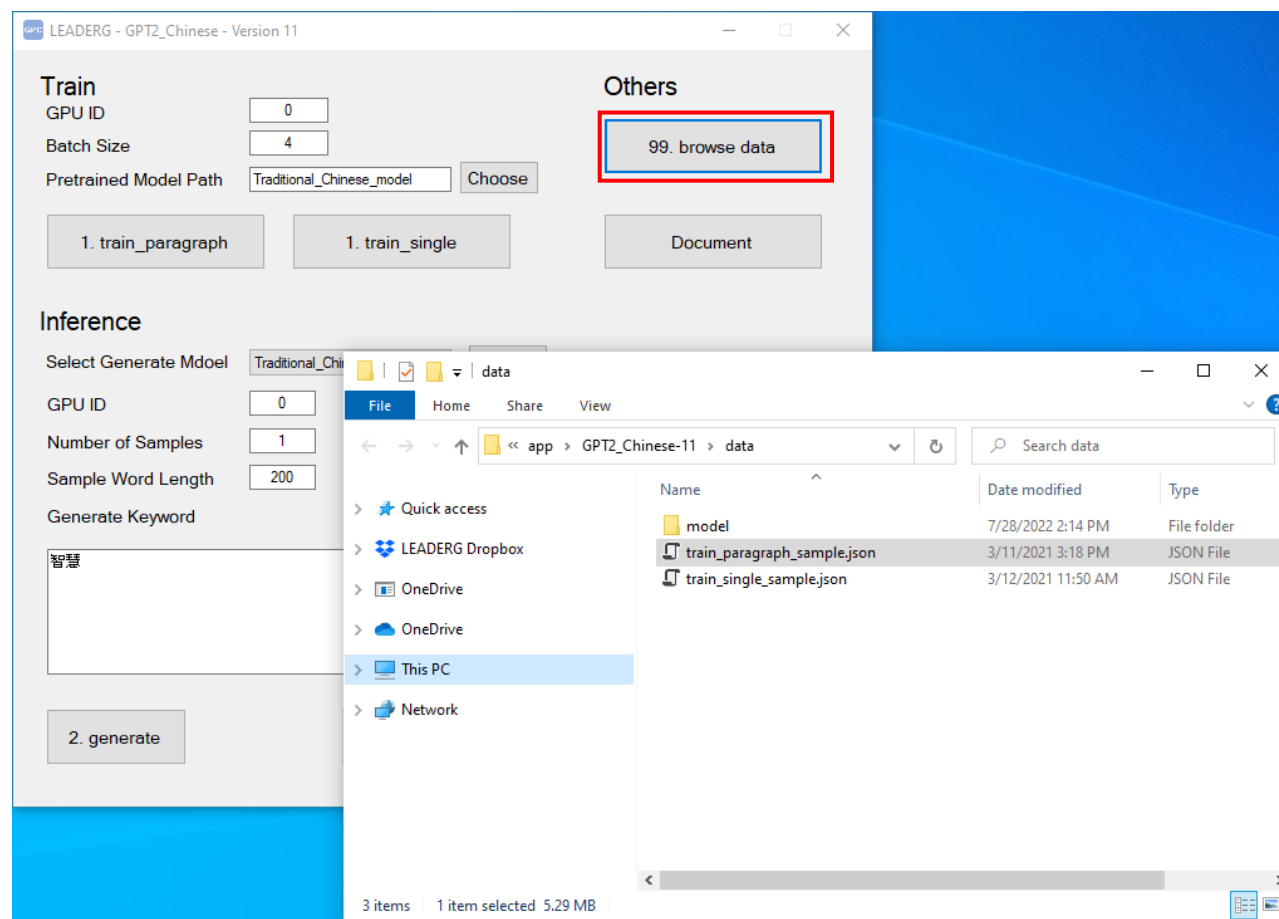 GPC LEADERG - GPT2_Chinese - Version 11
Train
Others
GPU ID 0
Batch Size 4
99. browse data
Pretrained Model Path Traditional_Chinese_model Choose
1. train_paragraph 1. train_single Document
Inference
Select Generate Mdoel Traditional_Chi
GPU ID 0
Number of Samples 1
Sample Word Length 200
Generate Keyword
智慧
2. generate
data
File Home Share View
« app › GPT2_Chinese-11 › data
Search data
Name Date modified Type
Quick access
LEADERG Dropbox
OneDrive
OneDrive
This PC
Network
model 7/28/2022 2:14 PM File folder
train_paragraph_sample.json 3/11/2021 3:18 PM JSON File
train_single_sample.json 3/12/2021 11:50 AM JSON File
3 items 1 item selected 5.29 MB